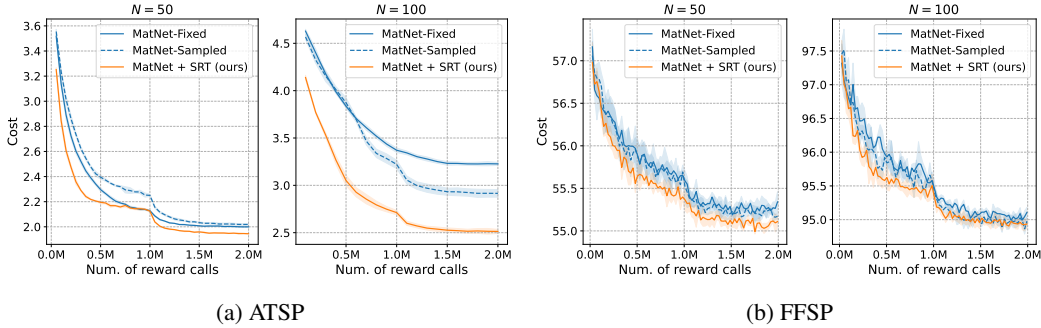 N = 50
3.6
3.4
3.2
3.0
2.8
2.6
2.4
2.2
2.0
Cost
MatNet-Fixed
MatNet-Sampled
MatNet + SRT (ours)
0.0M 0.5M 1.0M 1.5M 2.0M
Num. of reward calls
N = 100
4.5
4.0
3.5
3.0
2.5
MatNet-Fixed
MatNet-Sampled
MatNet + SRT (ours)
0.5M 1.0M 1.5M 2.0M
Num. of reward calls
(a) ATSP
N = 50
57.0
56.5
56.0
55.5
55.0
Cost
MatNet-Fixed
MatNet-Sampled
MatNet + SRT (ours)
0.0M 0.5M 1.0M 1.5M 2.0M
Num. of reward calls
N = 100
97.5
97.0
96.5
96.0
95.5
95.0
MatNet-Fixed
MatNet-Sampled
MatNet + SRT (ours)
0.0M 0.5M 1.0M 1.5M 2.0M
Num. of reward calls
(b) FFSP